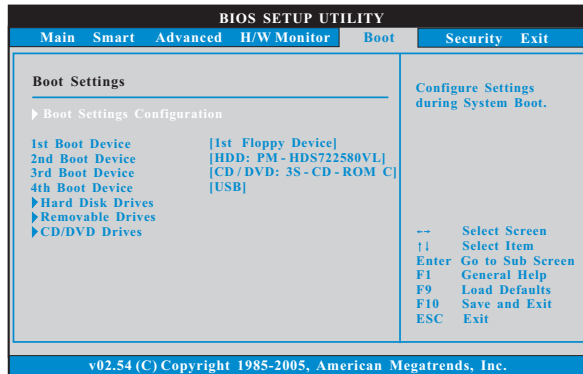 BIOS SETUP UTILITY
Main Smart Advanced H/W Monitor Boot Security Exit
Boot Settings
Boot Settings Configuration
1st Boot Device [1st Floppy Device]
2nd Boot Device [HDD: PM - HDS722580VL]
3rd Boot Device [CD / DVD: 3S - CD - ROM C]
4th Boot Device [USB]
Hard Disk Drives
Removable Drives
CD/DVD Drives
Configure Settings
during System Boot.
←→ Select Screen
↑↓ Select Item
Enter Go to Sub Screen
F1 General Help
F9 Load Defaults
F10 Save and Exit
ESC Exit
v02.54 (C) Copyright 1985-2005, American Megatrends, Inc.